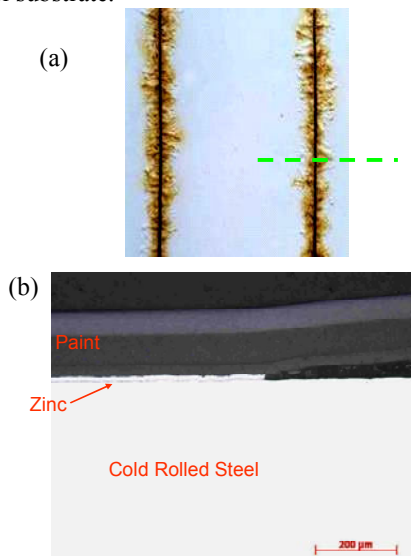 substrate.
(a)
(b)
Paint
Zinc
Cold Rolled Steel
200 µm